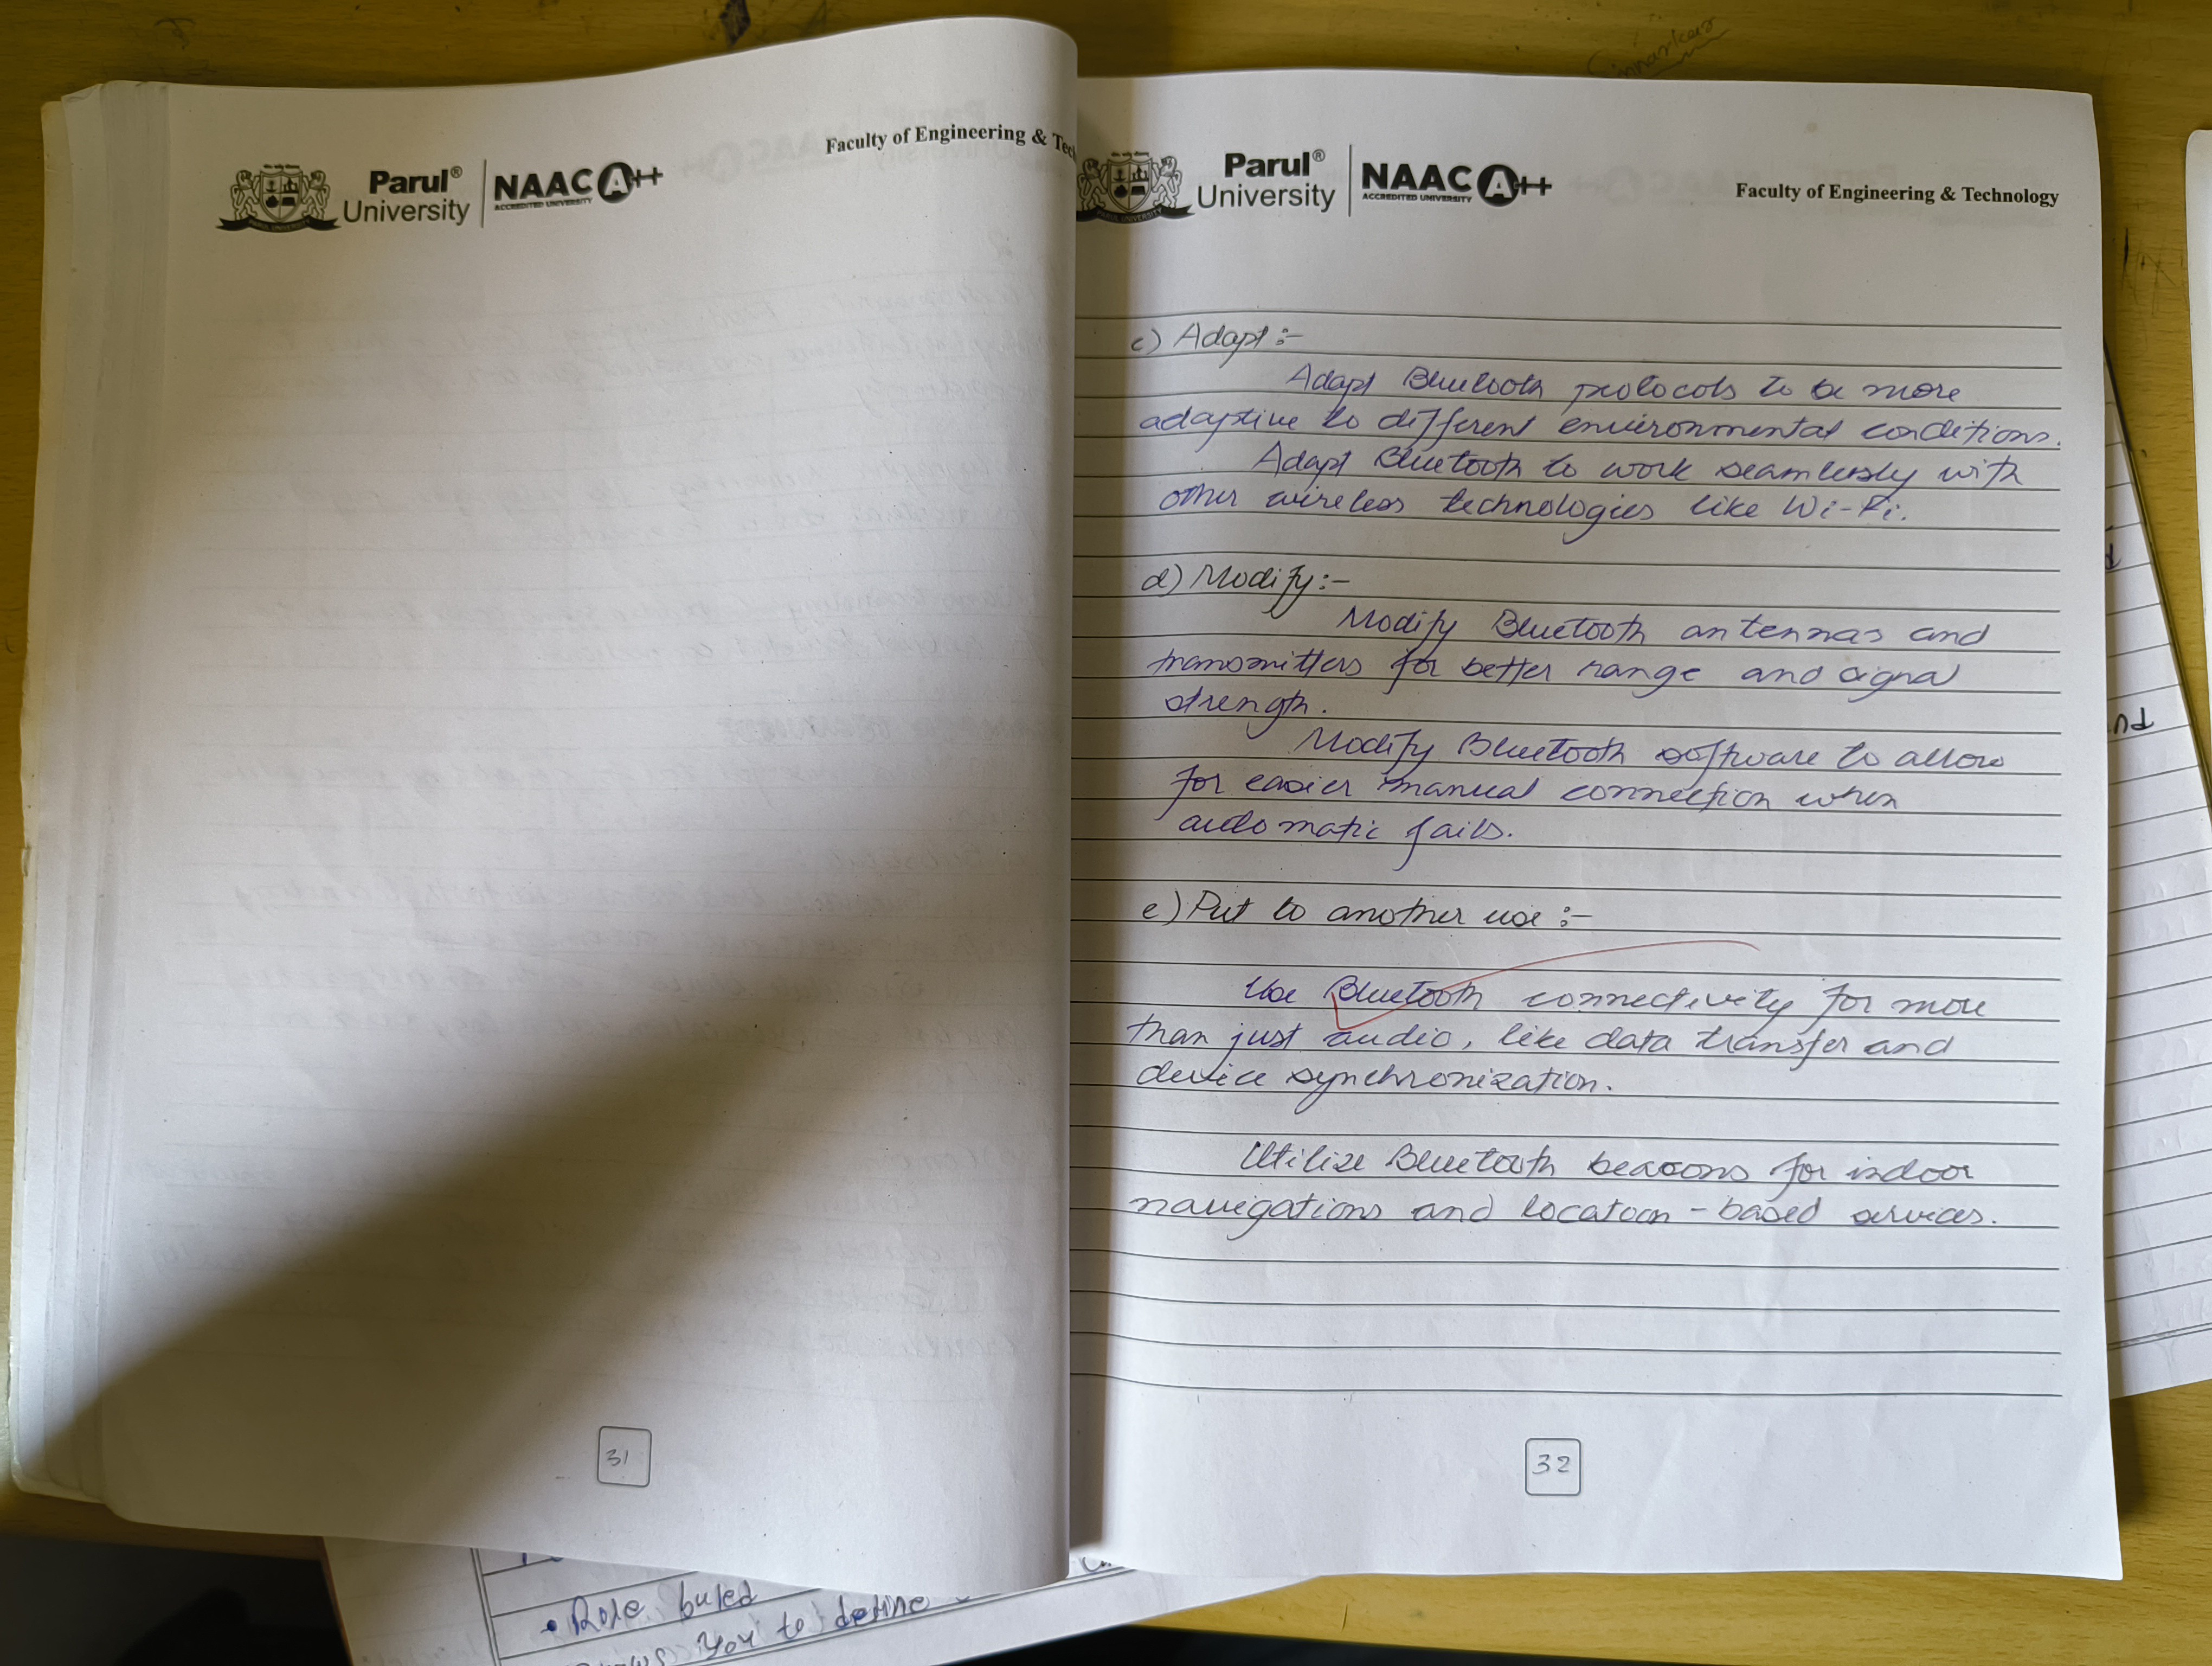 Parul® University
NAAC A++
ACCREDITED UNIVERSITY
Faculty of Engineering &
31
Parul® University
NAAC A++
ACCREDITED UNIVERSITY
Faculty of Engineering & Technology
c) Adapt :-
Adapt Bluetooth protocols to be more
adaptive to different environmental conditions.
Adapt Bluetooth to work seamlessly with
other wireless technologies like Wi-Fi.
d) Modify :-
Modify Bluetooth antennas and
transmitters for better range and signal
strength.
Modify Bluetooth software to allow
for easier manual connection when
automatic fails.
e) Put to another use :-
Use Bluetooth connectivity for more
than just audio, like data transfer and
device synchronization.
Utilize Bluetooth beacons for indoor
navigations and location-based services.
32
• Role
you to define